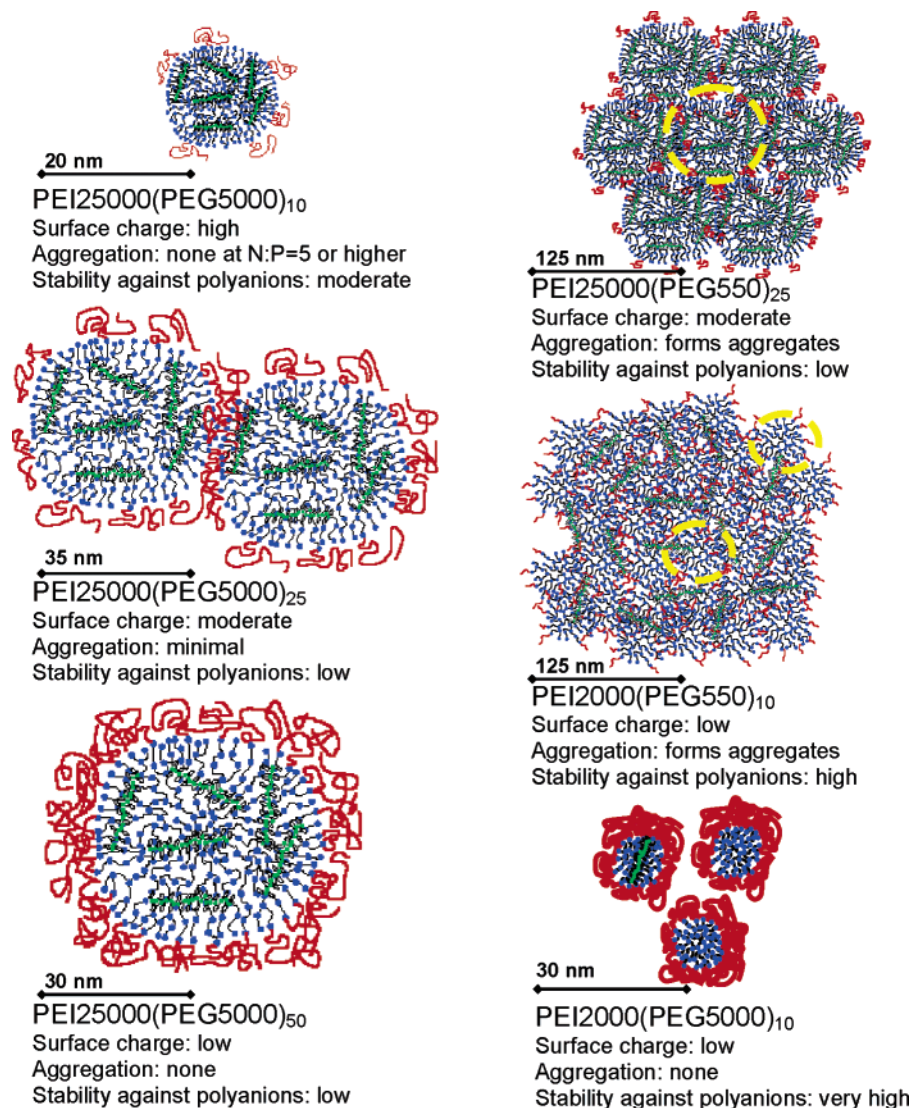 20 nm
PEI25000(PEG5000)₁₀
Surface charge: high
Aggregation: none at N:P=5 or higher
Stability against polyanions: moderate
35 nm
PEI25000(PEG5000)₂₅
Surface charge: moderate
Aggregation: minimal
Stability against polyanions: low
30 nm
PEI25000(PEG5000)₅₀
Surface charge: low
Aggregation: none
Stability against polyanions: low
125 nm
PEI25000(PEG550)₂₅
Surface charge: moderate
Aggregation: forms aggregates
Stability against polyanions: low
125 nm
PEI2000(PEG550)₁₀
Surface charge: low
Aggregation: forms aggregates
Stability against polyanions: high
30 nm
PEI2000(PEG5000)₁₀
Surface charge: low
Aggregation: none
Stability against polyanions: very high